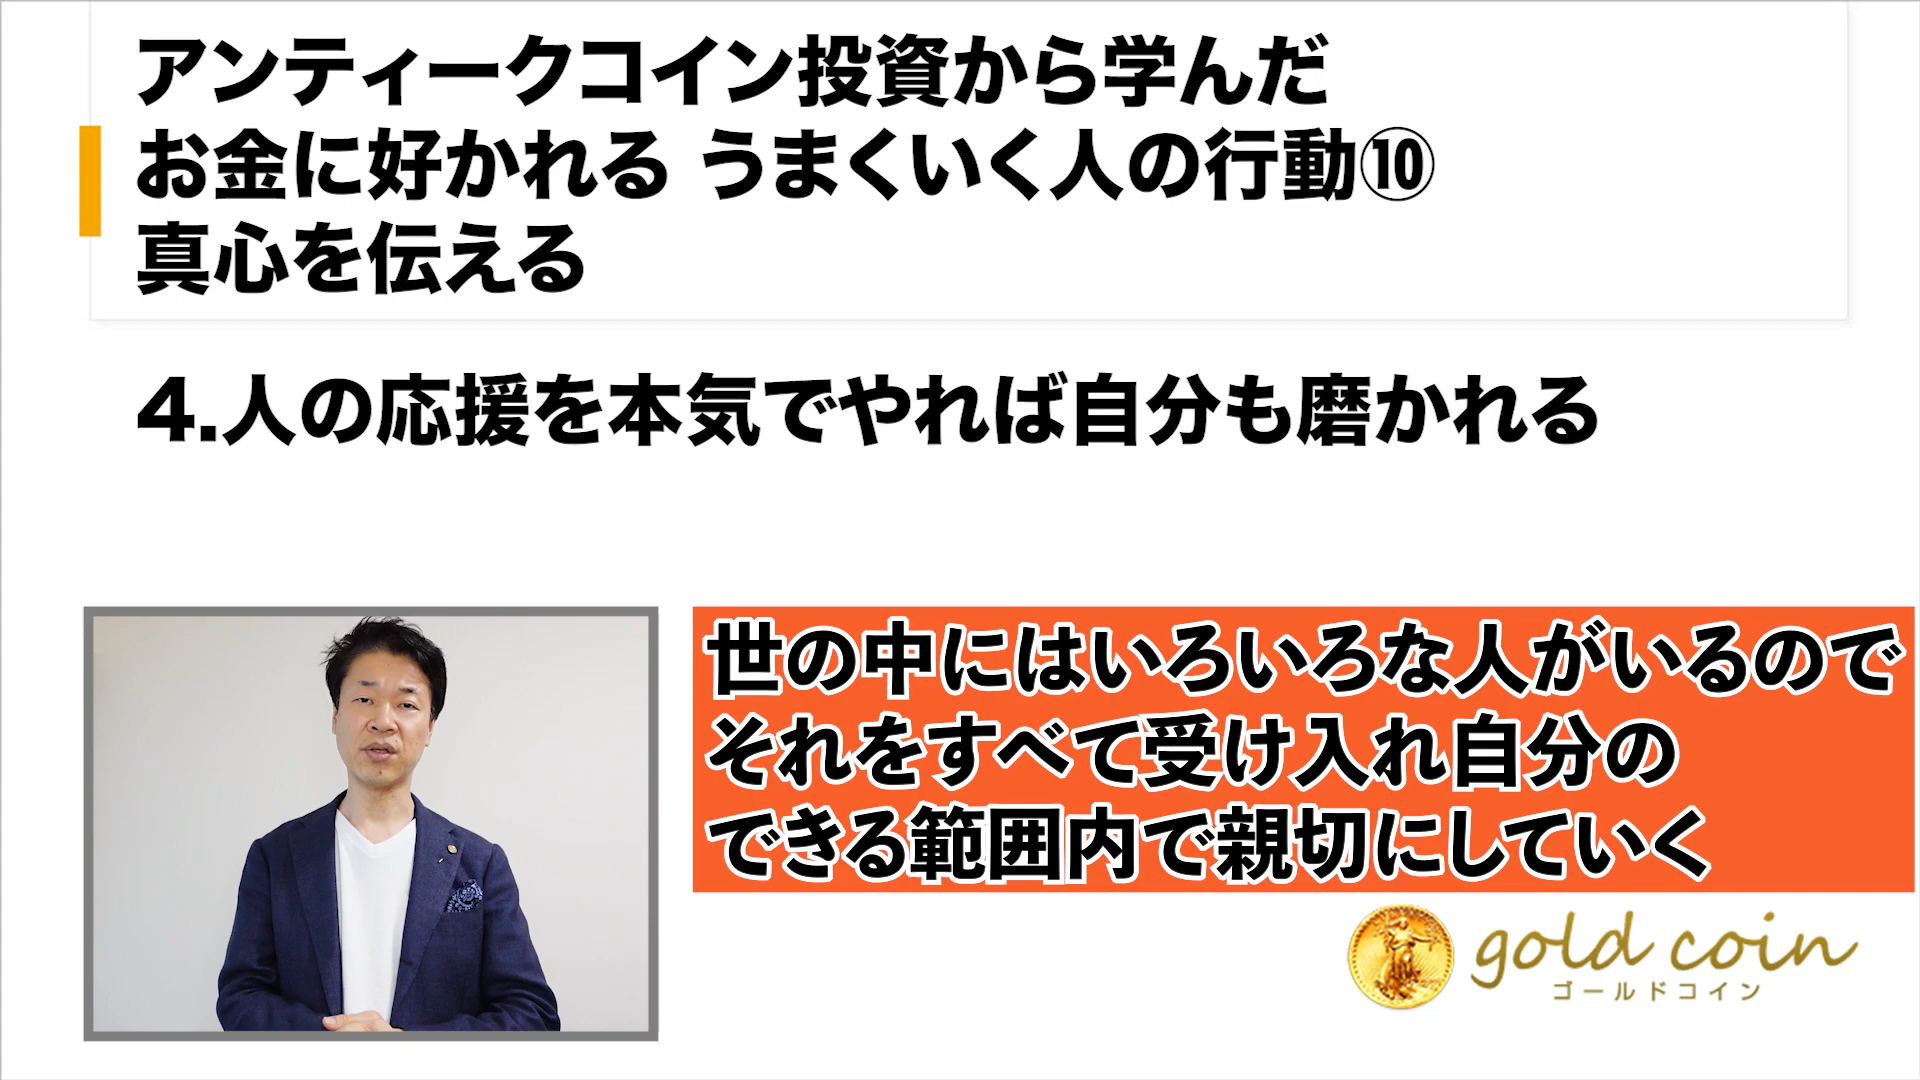 アンティークコイン投資から学んだ
お金に好かれる うまくいく人の行動⑩
真心を伝える
4.人の応援を本気でやれば自分も磨かれる
世の中にはいろいろな人がいるので
それをすべて受け入れ自分の
できる範囲内で親切にしていく
gold coin
ゴールドコイン